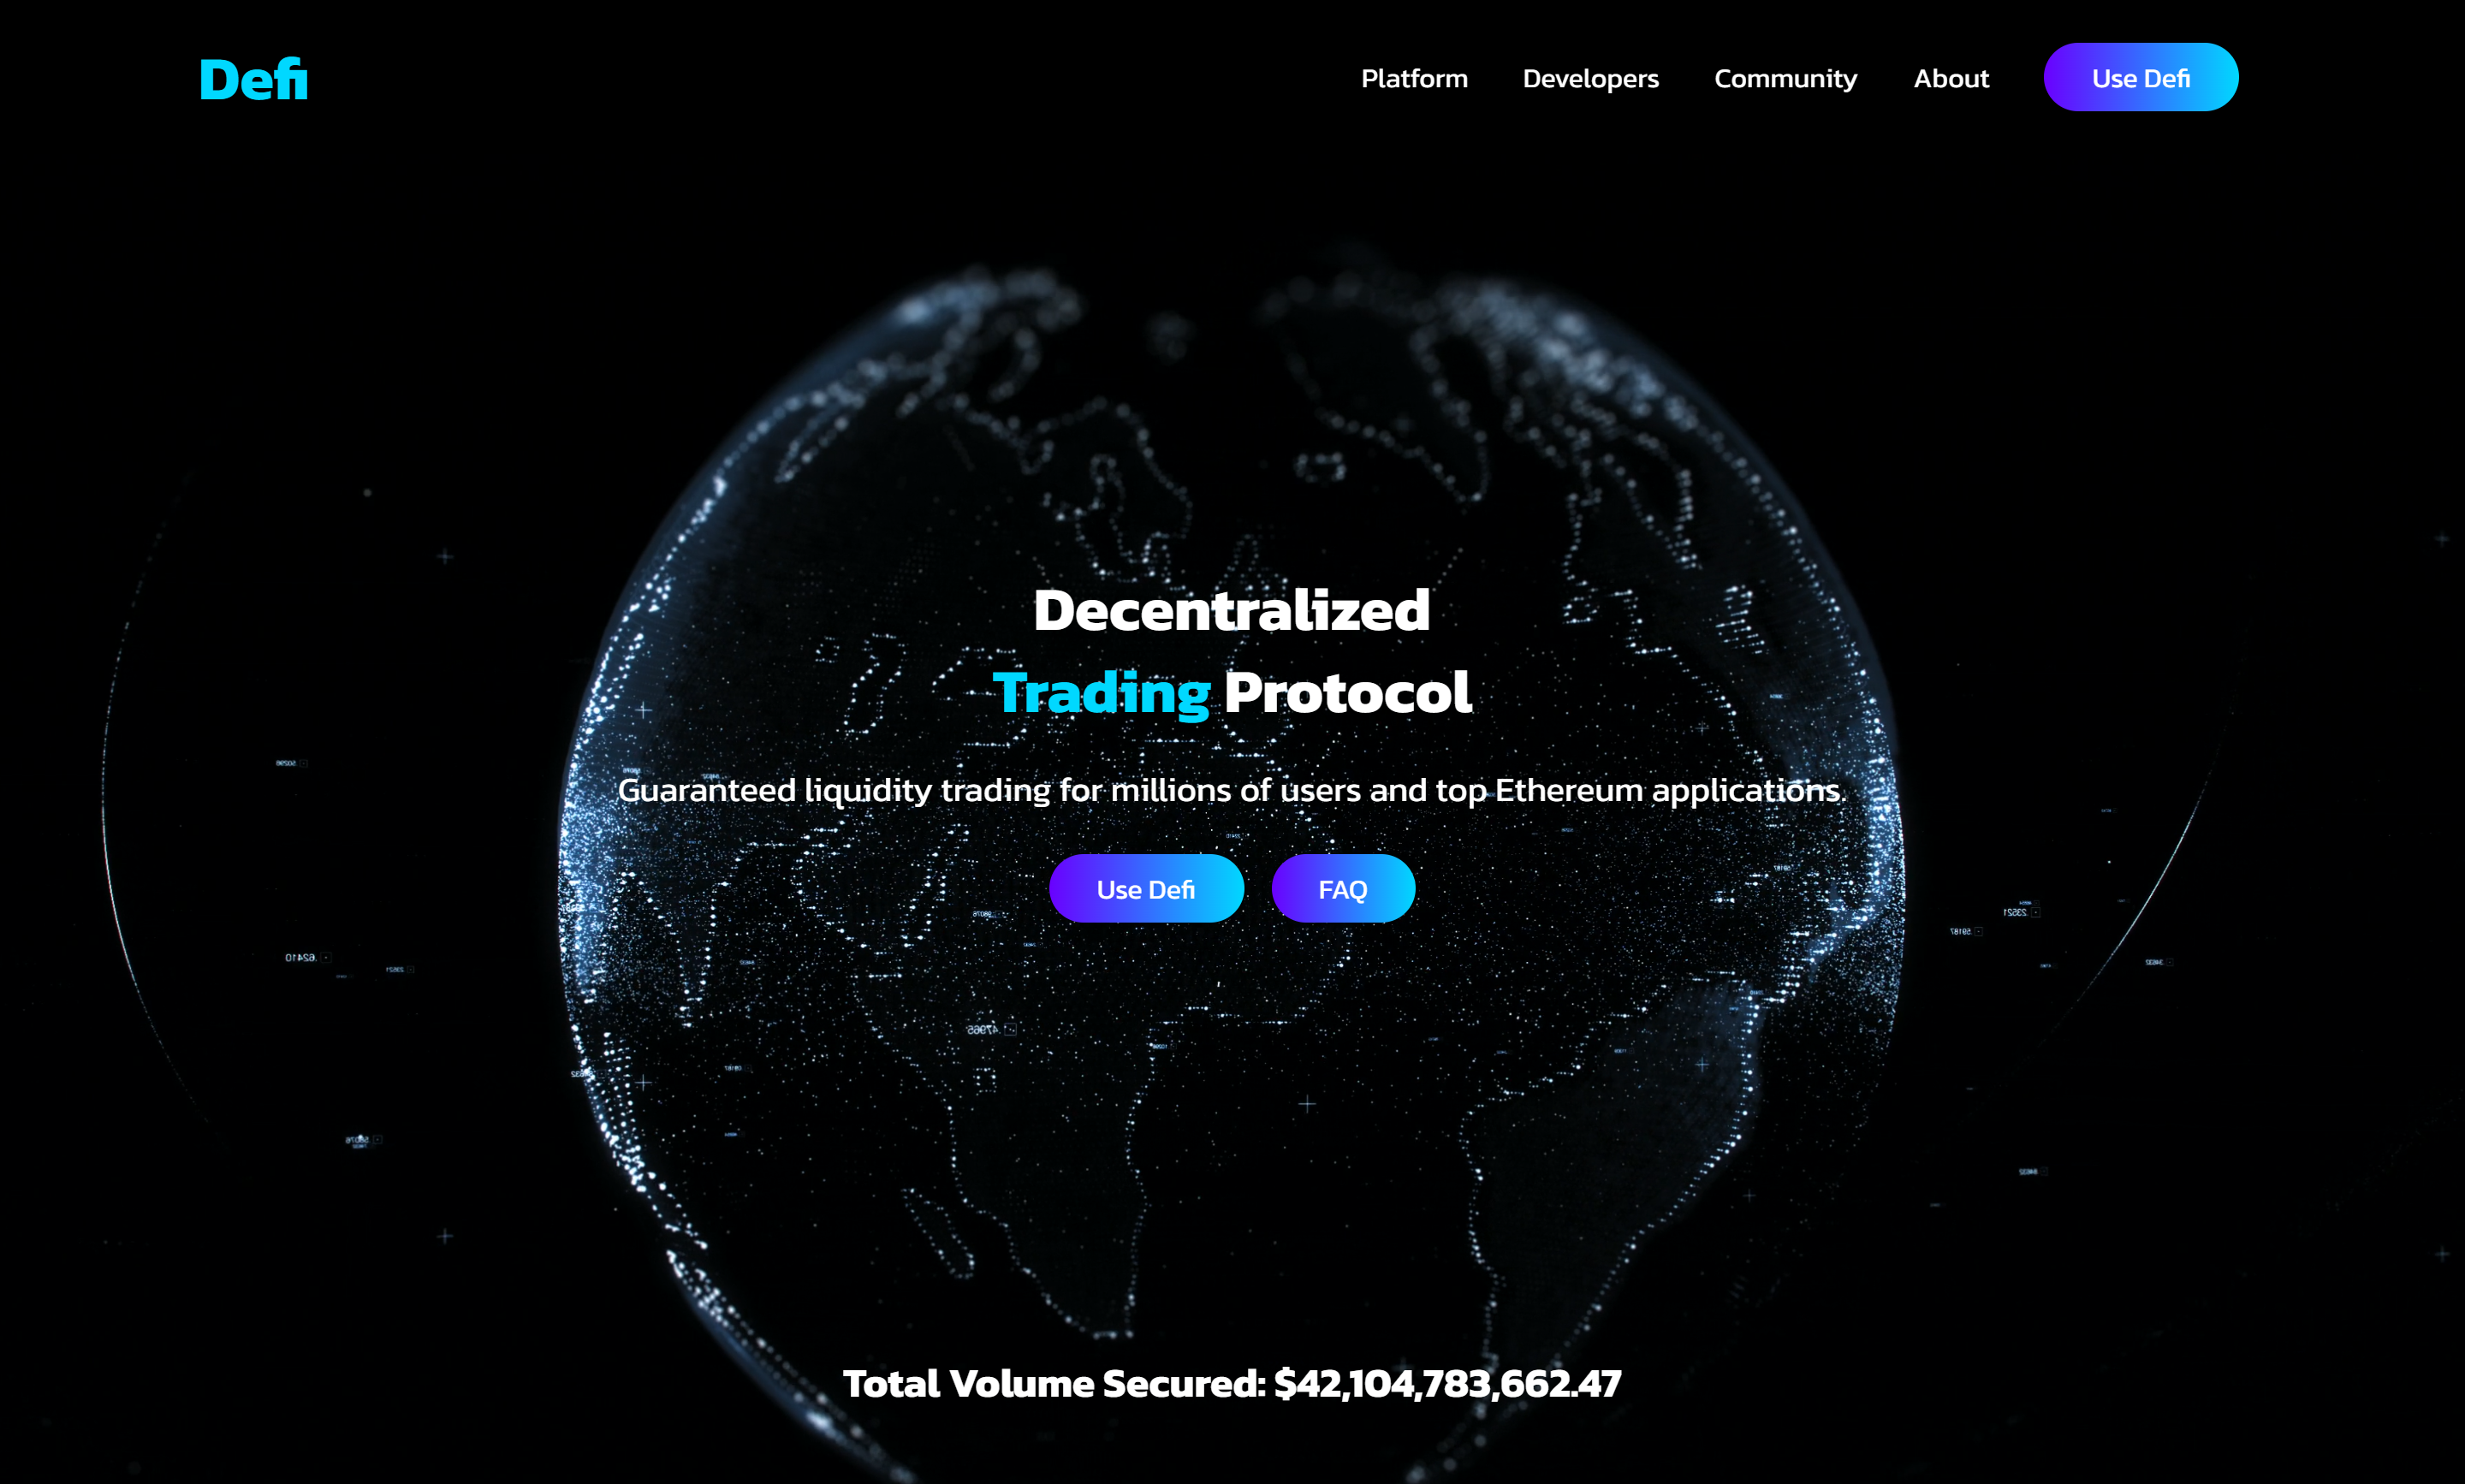 Defi
Platform Developers Community About Use Defi
Decentralized
Trading Protocol
Guaranteed liquidity trading for millions of users and top Ethereum applications.
Use Defi FAQ
Total Volume Secured: $42,104,783,662.47